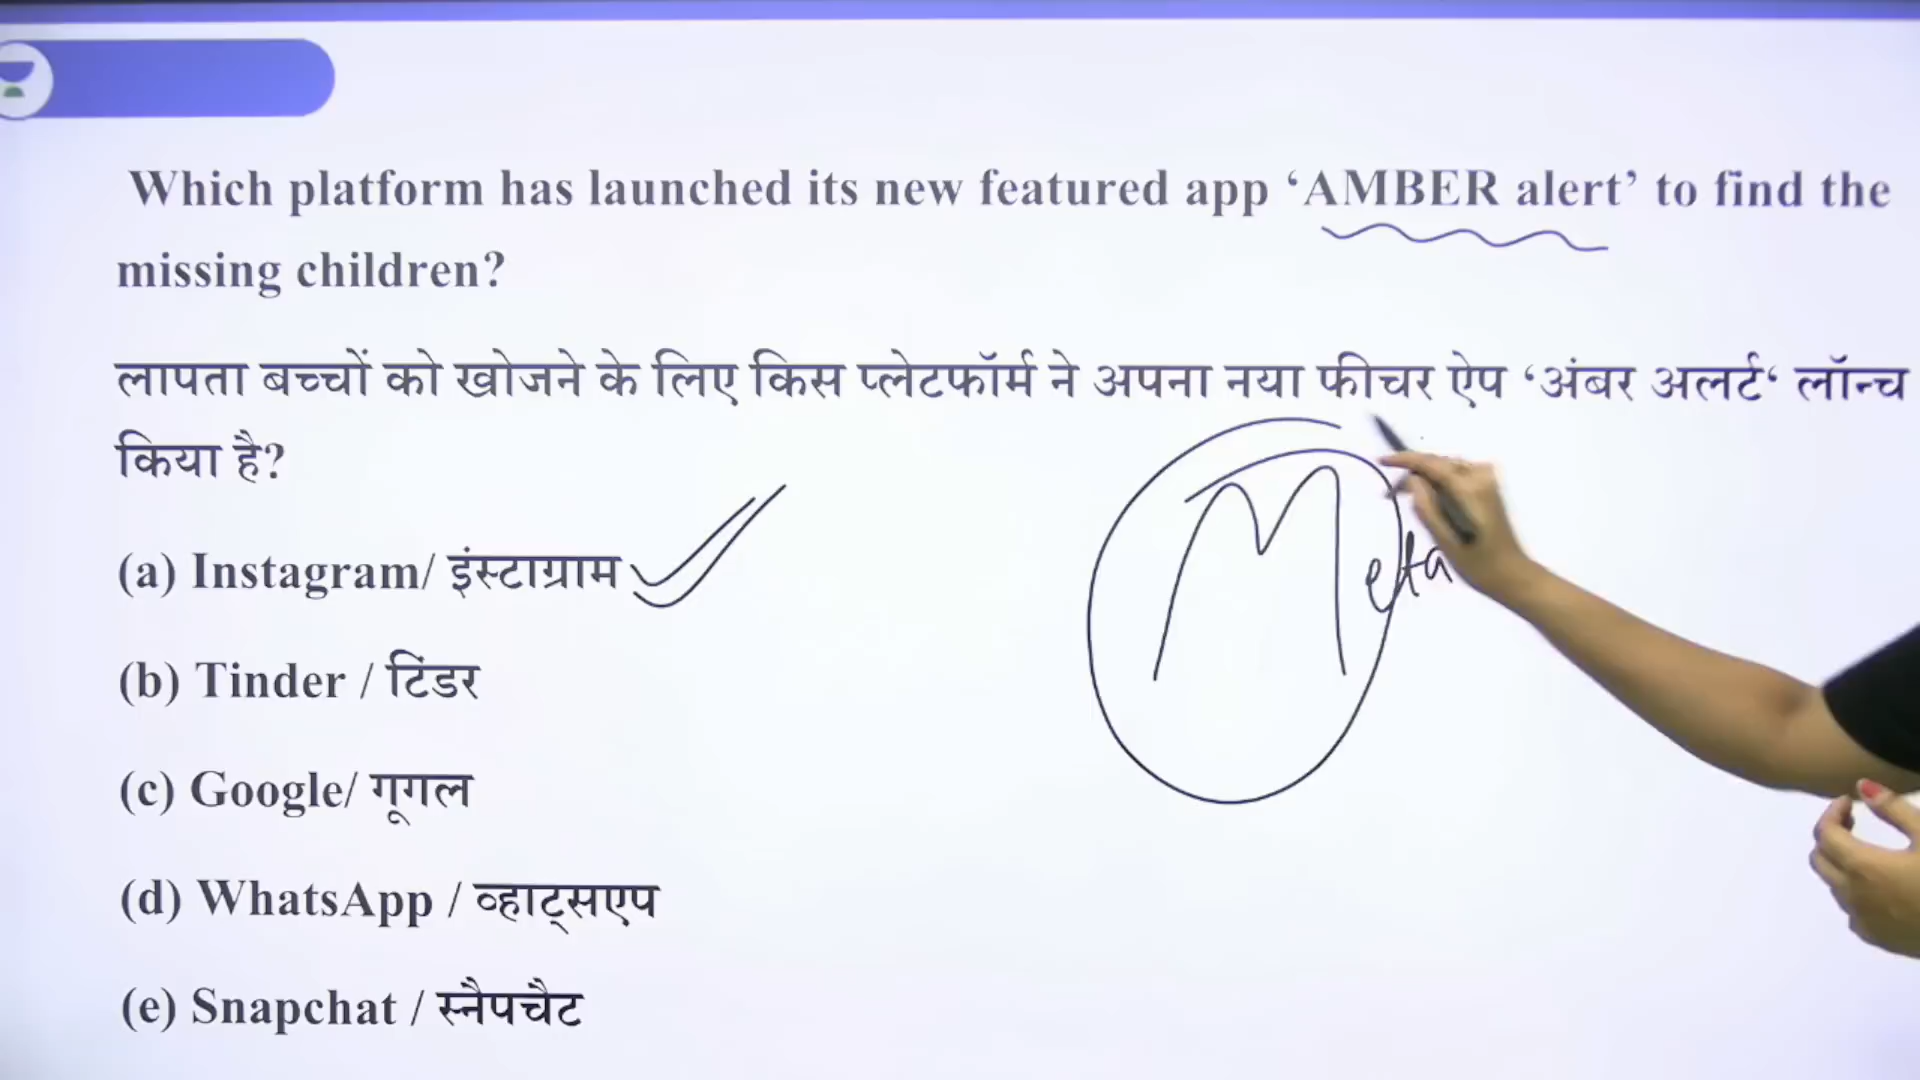 Which platform has launched its new featured app ‘AMBER alert’ to find the
missing children?
लापता बच्चों को खोजने के लिए किस प्लेटफॉर्म ने अपना नया फीचर ऐप ‘अंबर अलर्ट‘ लॉन्च
किया है?
Meta
(a) Instagram/ इंस्टाग्राम
(b) Tinder / टिंडर
(c) Google/ गूगल
(d) WhatsApp / व्हाट्सएप
(e) Snapchat / स्नैपचैट